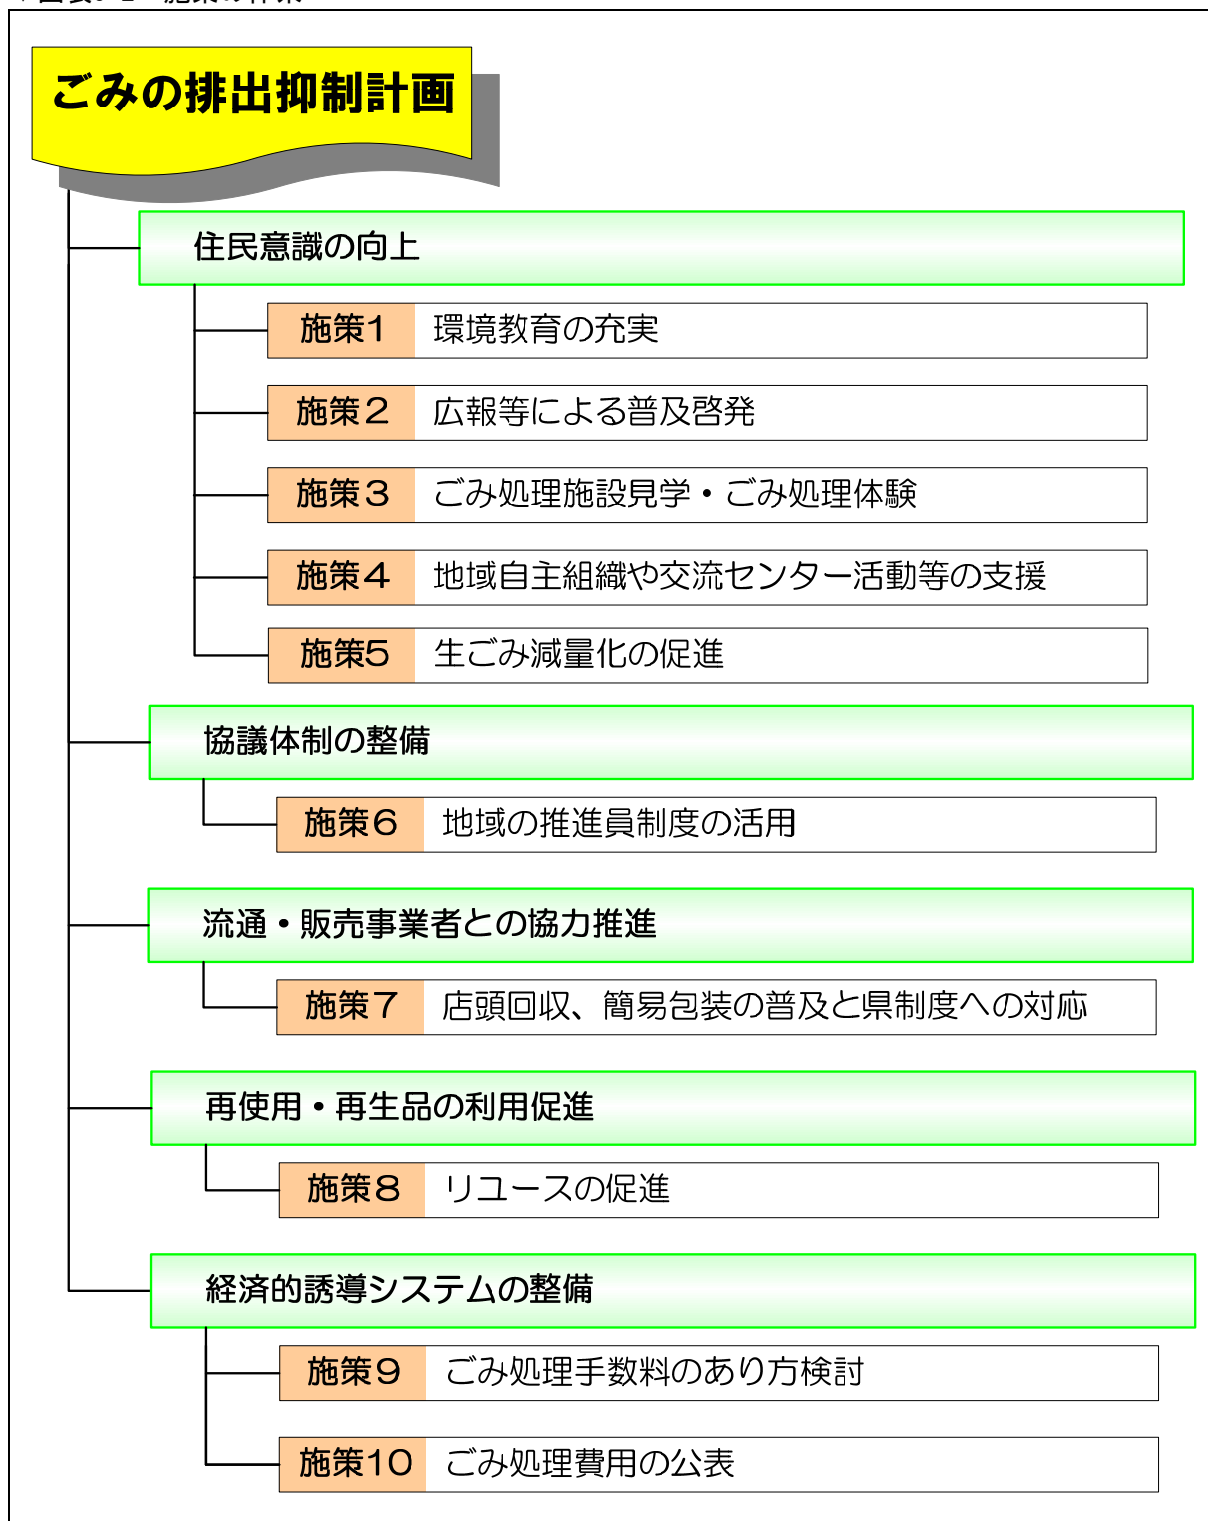 ごみの排出抑制計画
住民意識の向上
施策1 環境教育の充実
施策2 広報等による普及啓発
施策3 ごみ処理施設見学・ごみ処理体験
施策4 地域自主組織や交流センター活動等の支援
施策5 生ごみ減量化の促進
協議体制の整備
施策6 地域の推進員制度の活用
流通・販売事業者との協力推進
施策7 店頭回収、簡易包装の普及と県制度への対応
再使用・再生品の利用促進
施策8 リユースの促進
経済的誘導システムの整備
施策9 ごみ処理手数料のあり方検討
施策10 ごみ処理費用の公表